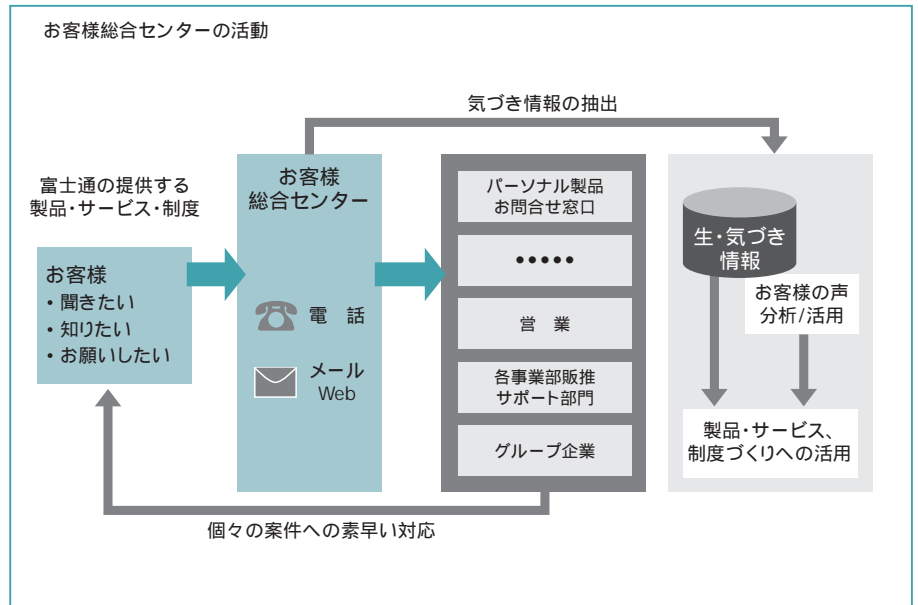 お客様総合センターの活動
気づき情報の抽出
富士通の提供する
製品・サービス・制度
お客様
・聞きたい
・知りたい
・お願いしたい
お客様
総合センター
電　話
メール
Web
パーソナル製品
お問合せ窓口
•••••
営　業
各事業部販推
サポート部門
グループ企業
生・気づき
情報
お客様の声
分析/活用
製品・サービス、
制度づくりへの活用
個々の案件への素早い対応